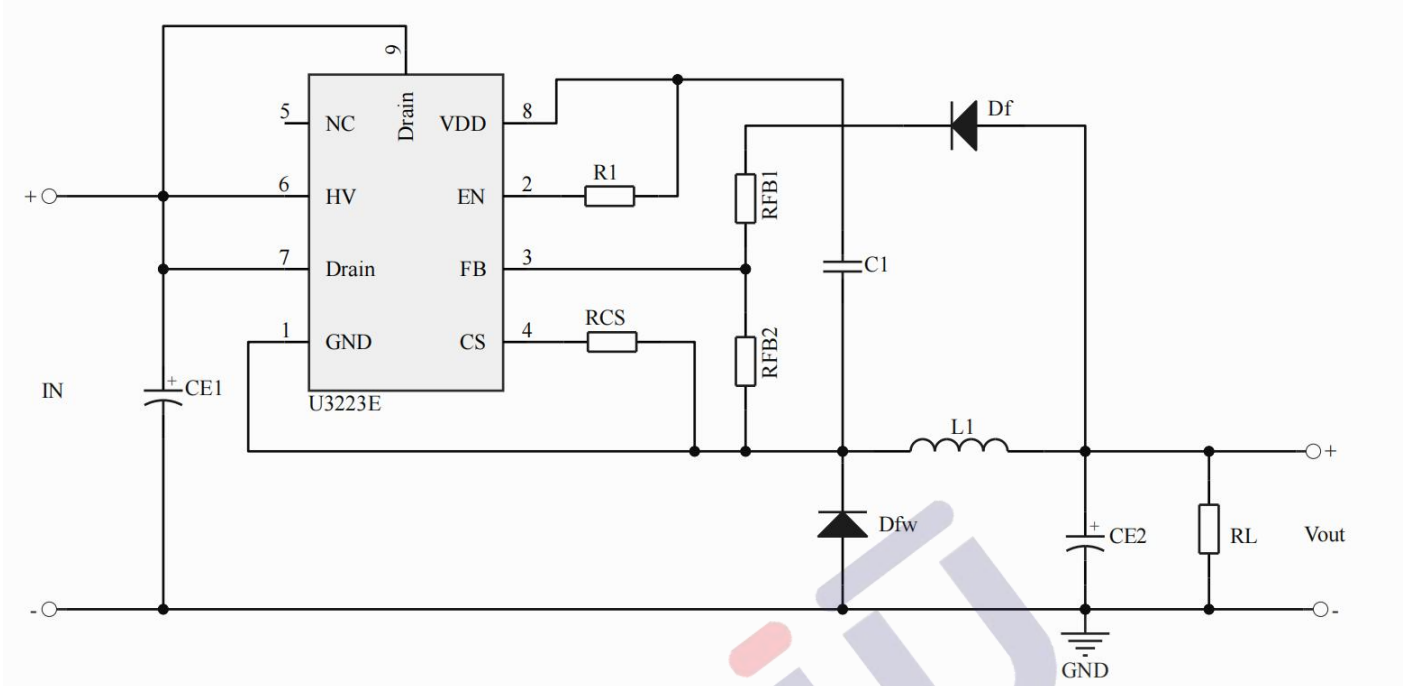 9
Drain
5
NC
VDD
8
Df
+
6
HV
EN
2
R1
RFB1
7
Drain
FB
3
C1
1
GND
CS
4
RCS
RFB2
IN
+
CE1
U3223E
L1
+
Dfw
+
CE2
RL
Vout
-
-
GND